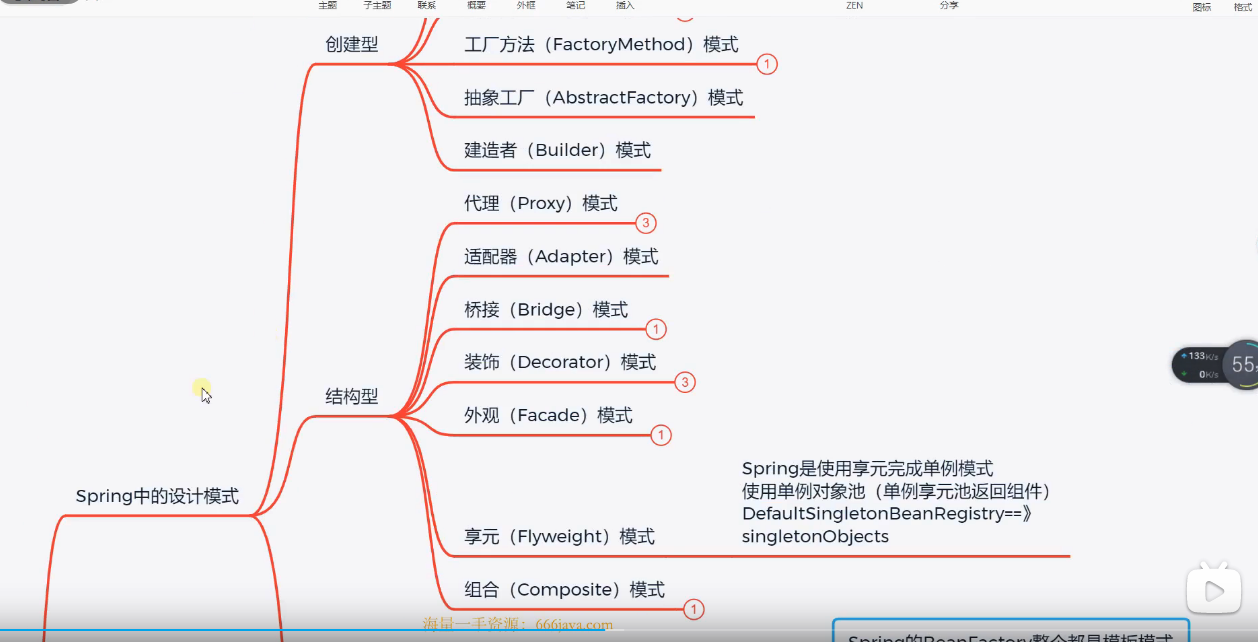 主题 子主题 联系 概要 外框 笔记 插入 ZEN 分享 图标 格式
创建型
工厂方法（FactoryMethod）模式
1
抽象工厂（AbstractFactory）模式
建造者（Builder）模式
代理（Proxy）模式
3
适配器（Adapter）模式
桥接（Bridge）模式
1
装饰（Decorator）模式
3
结构型
外观（Facade）模式
1
133K/s
0K/s
55
Spring中的设计模式
Spring是使用享元完成单例模式
使用单例对象池（单例享元池返回组件）
DefaultSingletonBeanRegistry==》
singletonObjects
享元（Flyweight）模式
组合（Composite）模式
1
海量一手资源：666java.com
Spring的BeanFactory整个都是模板模式